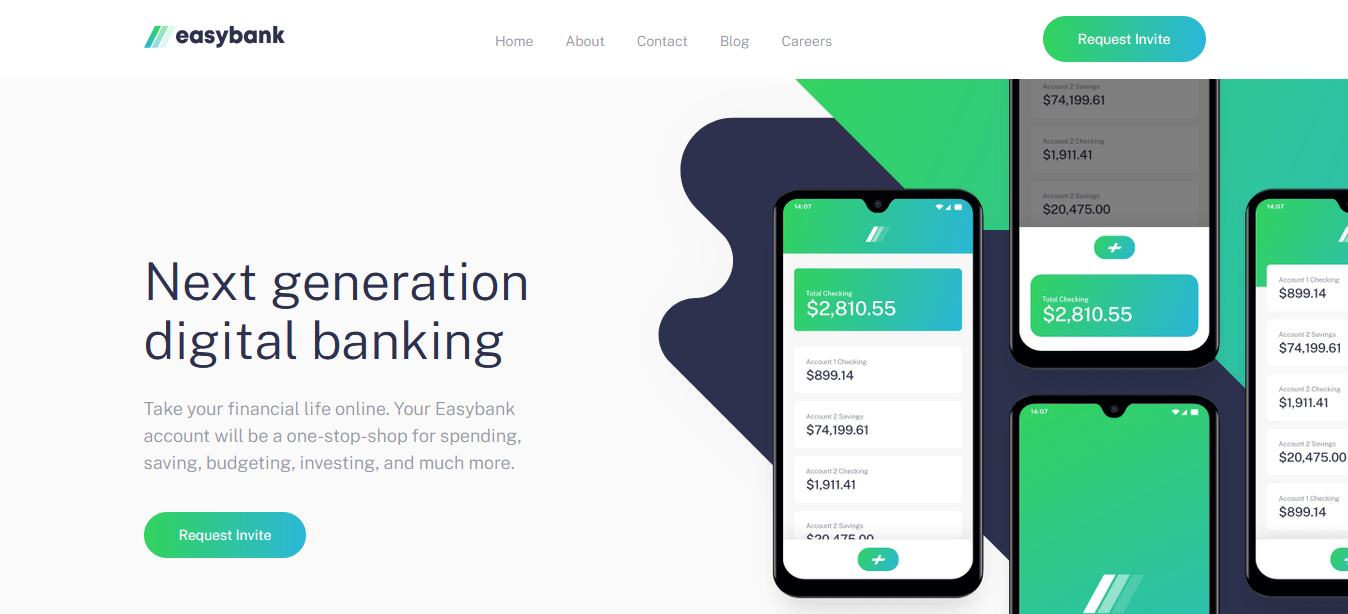 easybank
Home
About
Contact
Blog
Careers
Request Invite
Next generation
digital banking
Take your financial life online. Your Easybank
account will be a one-stop-shop for spending,
saving, budgeting, investing, and much more.
Request Invite
14:07
Total Checking
$2,810.55
Account 1 Checking
$899.14
Account 2 Savings
$74,199.61
Account 2 Checking
$1,911.41
Account 2 Savings
$20,475.00
Account 2 Savings
$74,199.61
Account 2 Checking
$1,911.41
Account 2 Savings
$20,475.00
Total Checking
$2,810.55
14:07
14:07
Account 1 Checking
$899.14
Account 2 Savings
$74,199.61
Account 2 Checking
$1,911.41
Account 2 Savings
$20,475.00
Account 1 Checking
$899.14